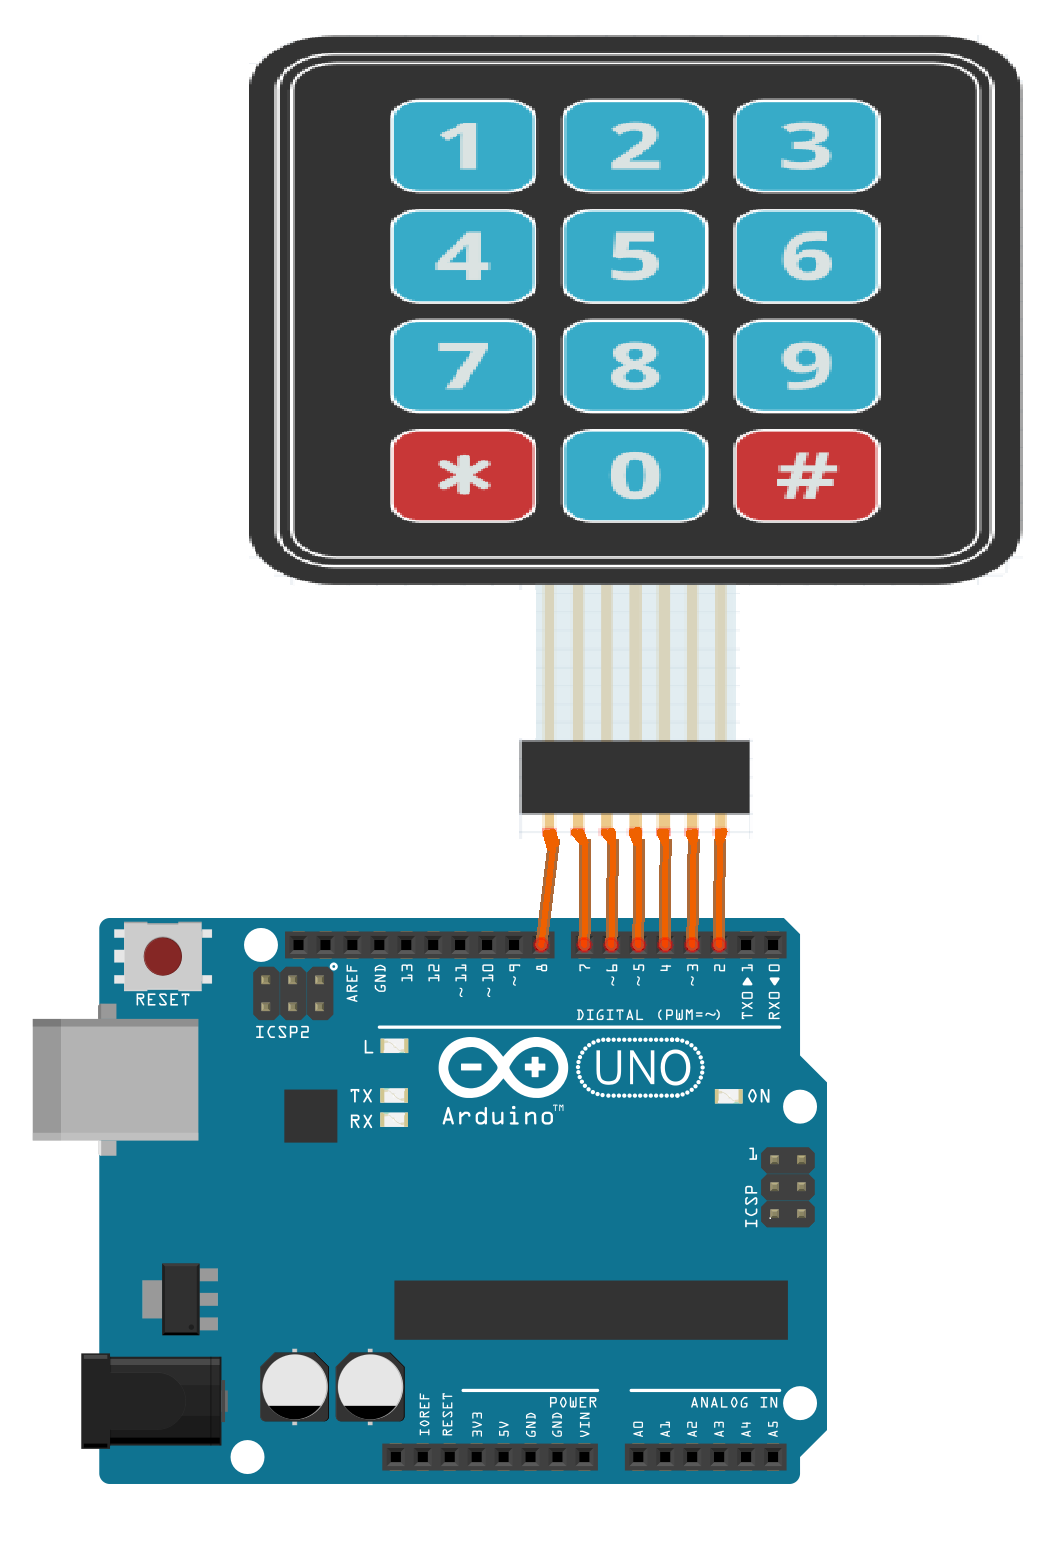 1 2 3
4 5 6
7 8 9
* 0 #
RESET
ICSP2
AREF
GND
13
12
~11
~10
~9
8
7
~6
~5
4
~3
2
TX0▶1
RX0◀0
DIGITAL (PWM=~)
L
TX
RX
Arduino™
UNO
ON
1
ICSP
POWER
ANALOG IN
IOREF
RESET
3V3
5V
GND
GND
VIN
A0
A1
A2
A3
A4
A5